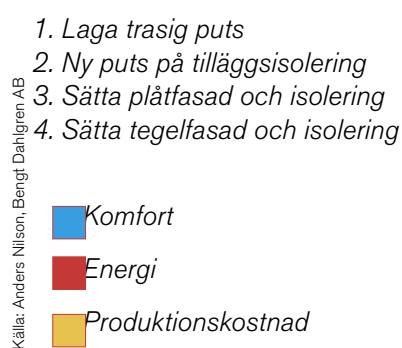 1. Laga trasig puts
2. Ny puts på tilläggsisolering
3. Sätta plåtfasad och isolering
4. Sätta tegelfasad och isolering
Komfort
Energi
Produktionskostnad
Källa: Anders Nilson, Bengt Dahlgren AB